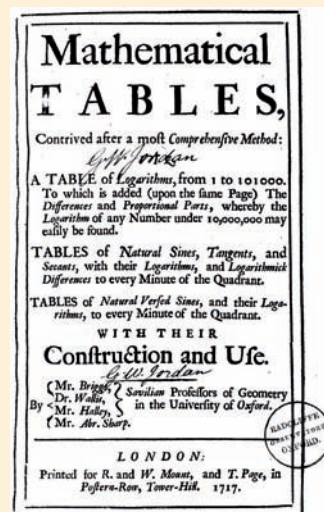 Mathematical
TABLES,
Contrived after a most Comprehensive Method:
G. W. Jordan
A TABLE of Logarithms, from 1 to 101000.
To which is added (upon the same Page) The
Differences and Proportional Parts, whereby the
Logarithm of any Number under 10,000,000 may
easily be found.
TABLES of Natural Sines, Tangents, and
Secants, with their Logarithms, and Logarithmick
Differences to every Minute of the Quadrant.
TABLES of Natural Versed Sines, and their Loga-
rithms, to every Minute of the Quadrant.
WITH THEIR
Construction and Use.
G W. Jordan
By
Mr. Briggs,
Dr. Wallis,
Mr. Halley,
Mr. Abr. Sharp.
Savilian Professors of Geometry
in the University of Oxford.
RADCLIFFE
OBSERVATORY
OXFORD.
LONDON:
Printed for R. and W. Mount, and T. Page, in
Postern-Row, Tower-Hill. 1717.